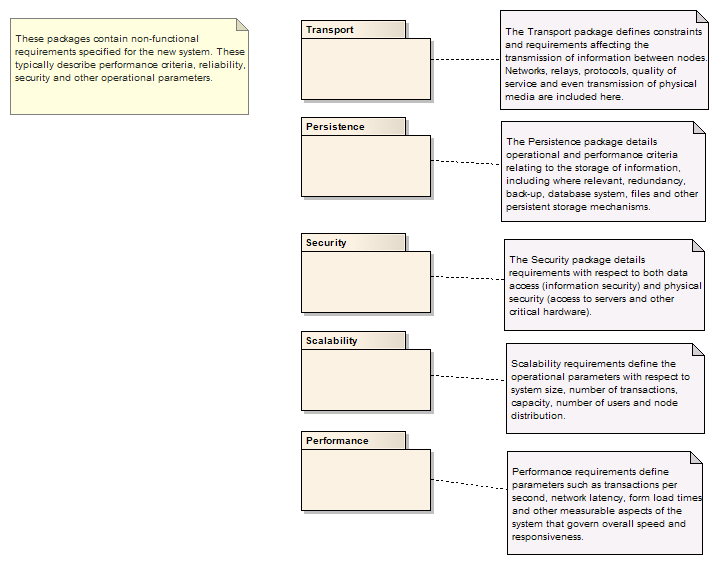 These packages contain non-functional
requirements specified for the new system. These
typically describe performance criteria, reliability,
security and other operational parameters.
Transport
The Transport package defines constraints
and requirements affecting the
transmission of information between nodes.
Networks, relays, protocols, quality of
service and even transmission of physical
media are included here.
Persistence
The Persistence package details
operational and performance criteria
relating to the storage of information,
including where relevant, redundancy,
back-up, database system, files and other
persistent storage mechanisms.
Security
The Security package details
requirements with respect to both data
access (information security) and physical
security (access to servers and other
critical hardware).
Scalability
Scalability requirements define the
operational parameters with respect to
system size, number of transactions,
capacity, number of users and node
distribution.
Performance
Performance requirements define
parameters such as transactions per
second, network latency, form load times
and other measurable aspects of the
system that govern overall speed and
responsiveness.